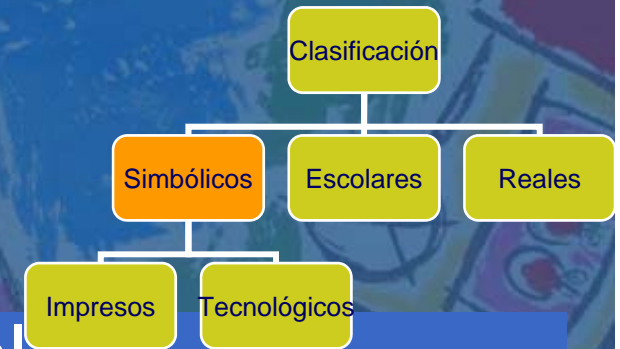 Clasificación
Simbólicos
Escolares
Reales
Impresos
Tecnológicos